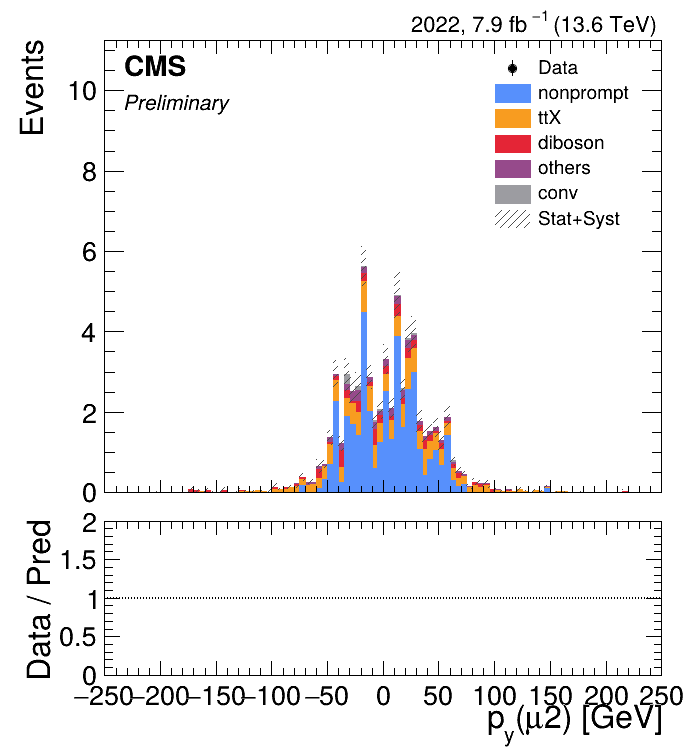 2022, 7.9 fb⁻¹ (13.6 TeV)
Events
CMS
Preliminary
Data
nonprompt
ttX
diboson
others
conv
Stat+Syst
10
8
6
4
2
0
Data / Pred
2
1.5
1
0.5
0
−250 −200 −150 −100 −50 0 50 100 150 200 250
p_y(μ2) [GeV]